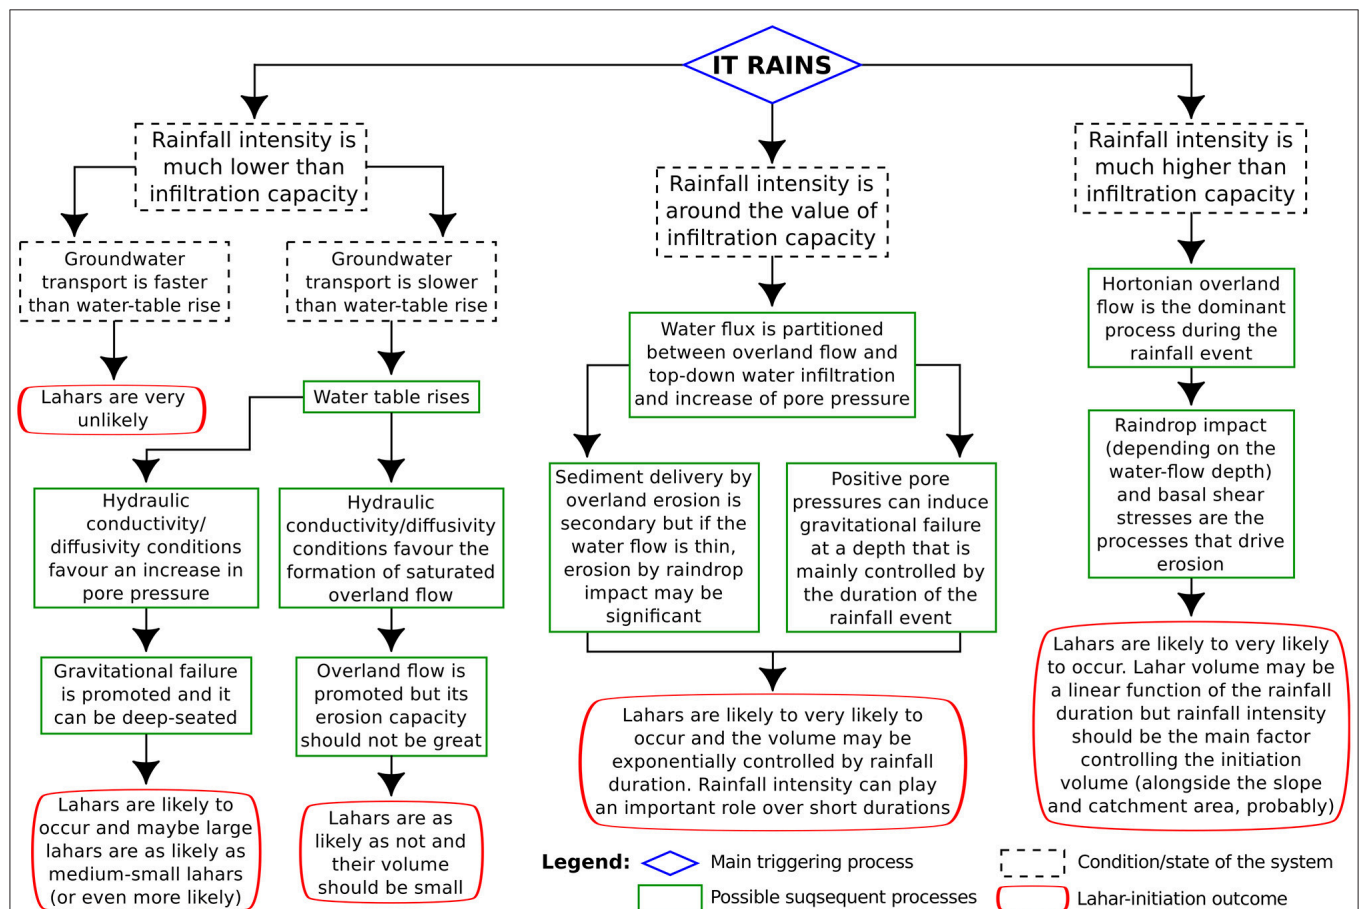 IT RAINS
Rainfall intensity is
much lower than
infiltration capacity
Groundwater
transport is faster
than water-table rise
Lahars are very
unlikely
Groundwater
transport is slower
than water-table rise
Water table rises
Hydraulic
conductivity/
diffusivity conditions
favour an increase in
pore pressure
Gravitational failure
is promoted and it
can be deep-seated
Lahars are likely to
occur and maybe large
lahars are as likely as
medium-small lahars
(or even more likely)
Hydraulic
conductivity/diffusivity
conditions favour the
formation of saturated
overland flow
Overland flow is
promoted but its
erosion capacity
should not be great
Lahars are as
likely as not and
their volume
should be small
Rainfall intensity is
around the value of
infiltration capacity
Water flux is partitioned
between overland flow and
top-down water infiltration
and increase of pore pressure
Sediment delivery by
overland erosion is
secondary but if the
water flow is thin,
erosion by raindrop
impact may be
significant
Positive pore
pressures can induce
gravitational failure
at a depth that is
mainly controlled by
the duration of the
rainfall event
Lahars are likely to very likely to
occur and the volume may be
exponentially controlled by rainfall
duration. Rainfall intensity can play
an important role over short durations
Rainfall intensity is
much higher than
infiltration capacity
Hortonian overland
flow is the dominant
process during the
rainfall event
Raindrop impact
(depending on the
water-flow depth)
and basal shear
stresses are the
processes that drive
erosion
Lahars are likely to very likely
to occur. Lahar volume may be
a linear function of the rainfall
duration but rainfall intensity
should be the main factor
controlling the initiation
volume (alongside the slope
and catchment area, probably)
Legend:
Main triggering process
Condition/state of the system
Possible suqsequent processes
Lahar-initiation outcome